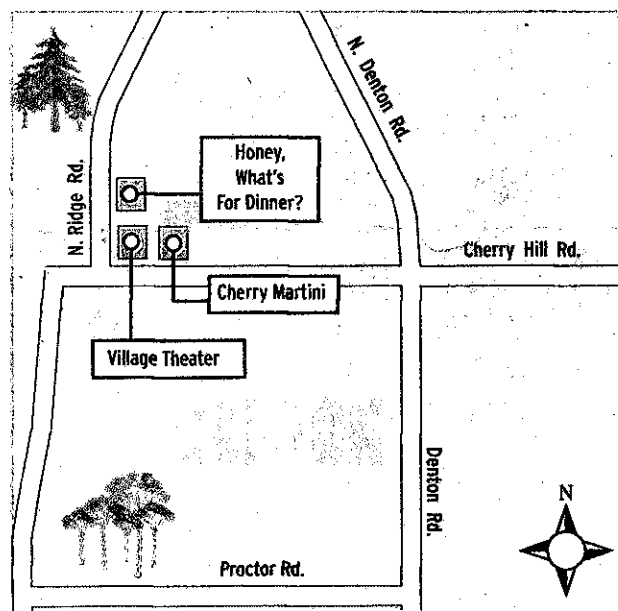 N. Denton Rd.
Honey,
What's
For Dinner?
N. Ridge Rd.
Cherry Hill Rd.
Cherry Martini
Village Theater
Denton Rd.
N
Proctor Rd.